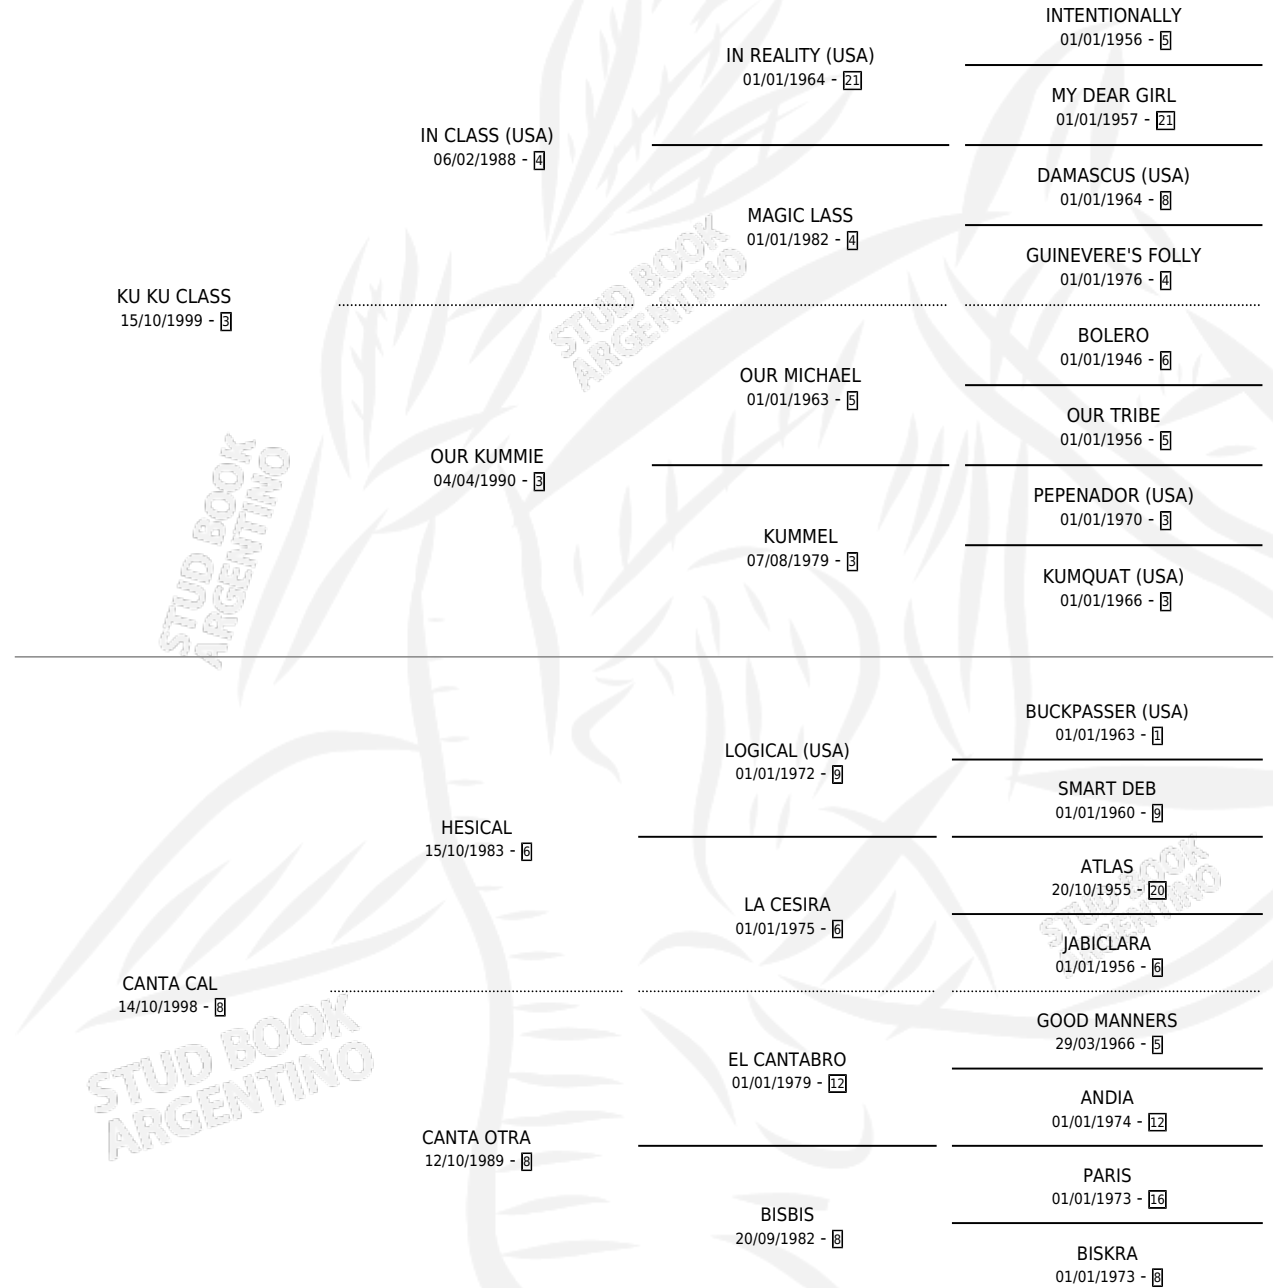 INTENTIONALLY
01/01/1956 - 5
IN REALITY (USA)
01/01/1964 - 21
MY DEAR GIRL
01/01/1957 - 21
IN CLASS (USA)
06/02/1988 - 4
DAMASCUS (USA)
01/01/1964 - 8
MAGIC LASS
01/01/1982 - 4
GUINEVERE'S FOLLY
01/01/1976 - 4
KU KU CLASS
15/10/1999 - 3
BOLERO
01/01/1946 - 6
OUR MICHAEL
01/01/1963 - 5
OUR TRIBE
01/01/1956 - 5
OUR KUMMIE
04/04/1990 - 3
PEPENADOR (USA)
01/01/1970 - 3
KUMMEL
07/08/1979 - 3
KUMQUAT (USA)
01/01/1966 - 3
BUCKPASSER (USA)
01/01/1963 - 1
LOGICAL (USA)
01/01/1972 - 9
SMART DEB
01/01/1960 - 9
HESICAL
15/10/1983 - 6
ATLAS
20/10/1955 - 20
LA CESIRA
01/01/1975 - 6
JABICLARA
01/01/1956 - 6
CANTA CAL
14/10/1998 - 8
GOOD MANNERS
29/03/1966 - 5
EL CANTABRO
01/01/1979 - 12
ANDIA
01/01/1974 - 12
CANTA OTRA
12/10/1989 - 8
PARIS
01/01/1973 - 16
BISBIS
20/09/1982 - 8
BISKRA
01/01/1973 - 8
STUD BOOK
ARGENTINO
STUD BOOK
ARGENTINO
STUD BOOK
ARGENTINO
STUD BOOK
ARGENTINO